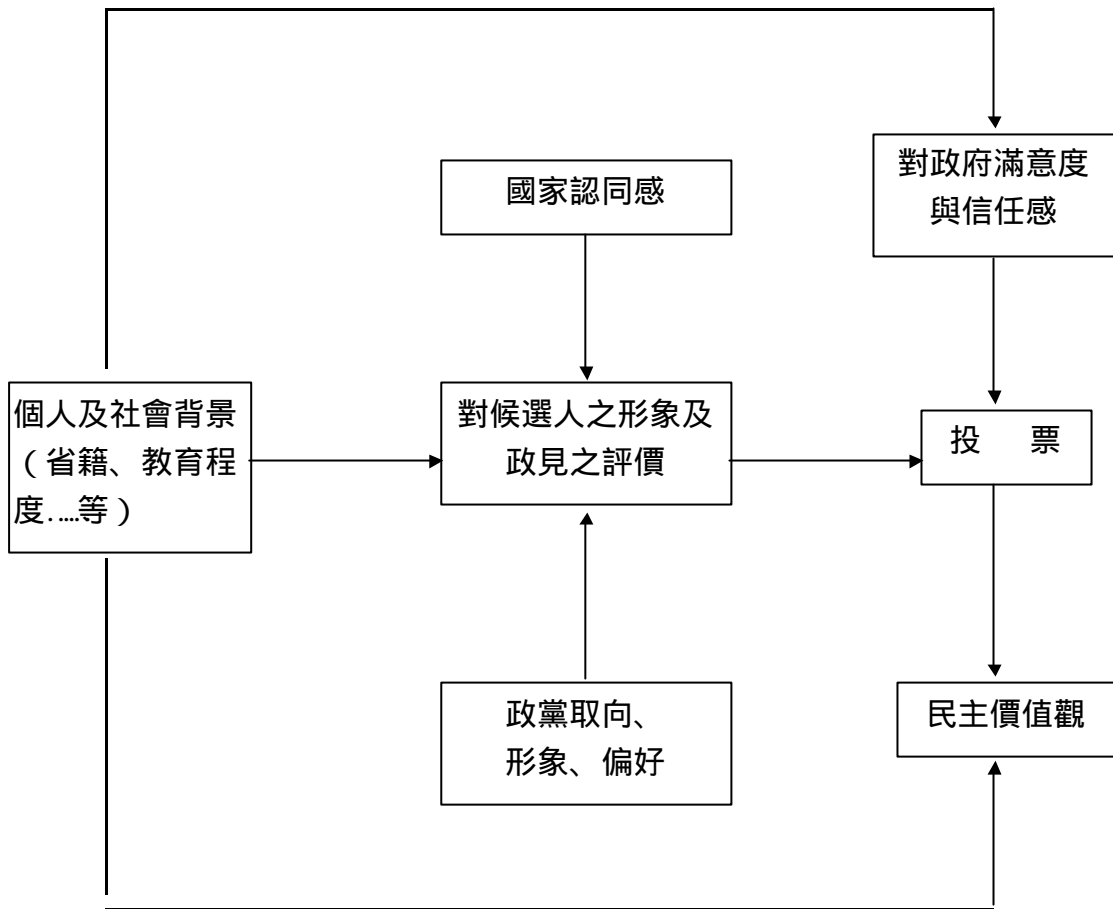 對政府滿意度
與信任感
國家認同感
個人及社會背景
（省籍、教育程
度.....等）
對候選人之形象及
政見之評價
投　　票
政黨取向、
形象、偏好
民主價值觀